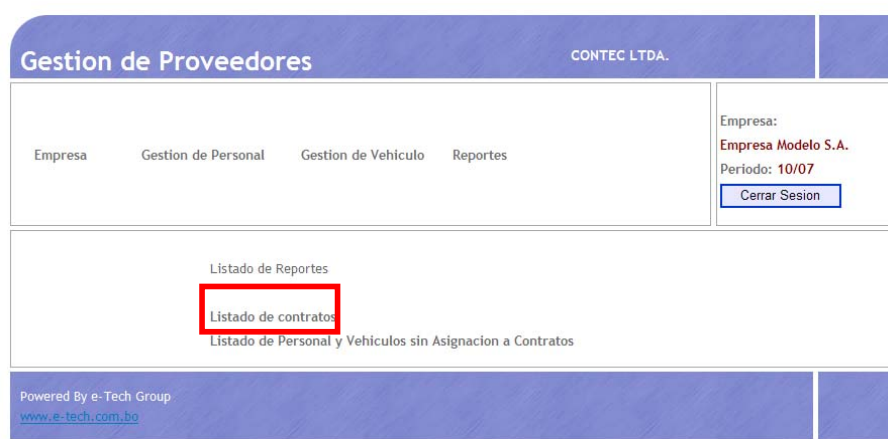 Gestion de Proveedores
CONTEC LTDA.
Empresa
Gestion de Personal
Gestion de Vehiculo
Reportes
Empresa:
Empresa Modelo S.A.
Periodo: 10/07
Cerrar Sesion
Listado de Reportes
Listado de contratos
Listado de Personal y Vehiculos sin Asignacion a Contratos
Powered By e-Tech Group
www.e-tech.com.bo